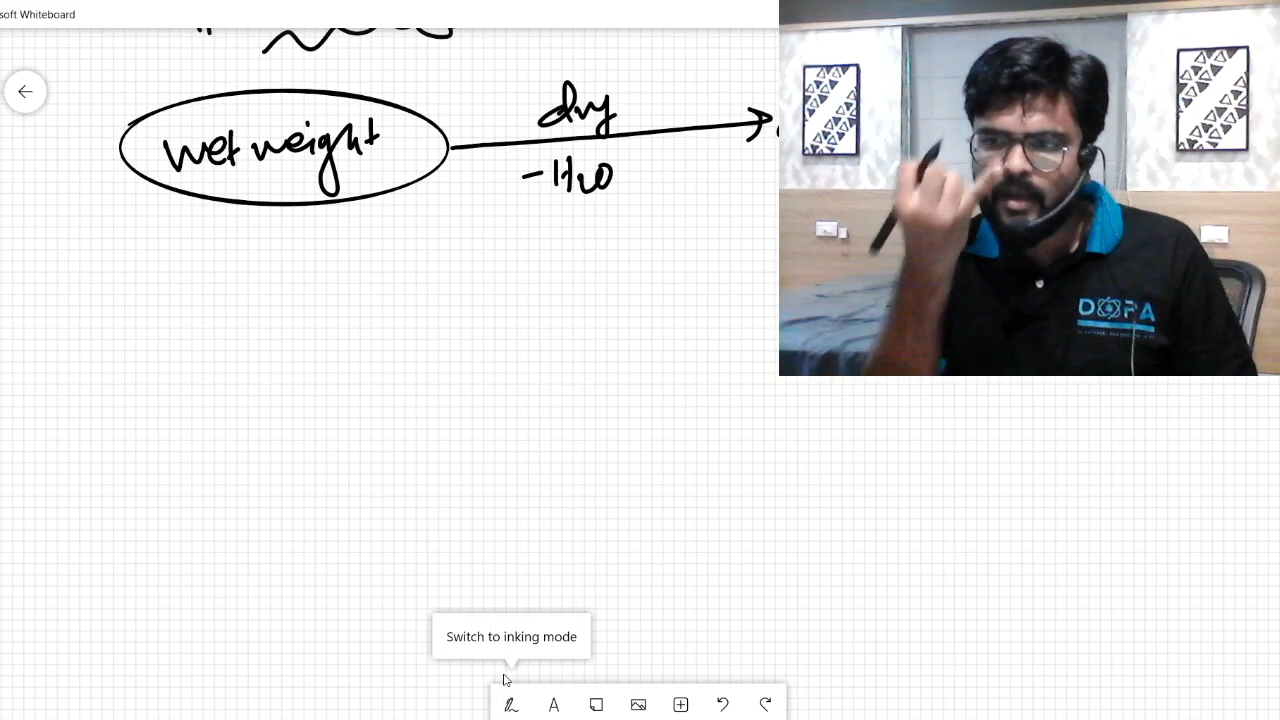 soft Whiteboard
dry
wet weight
-H2O
DOPA
Switch to inking mode
A